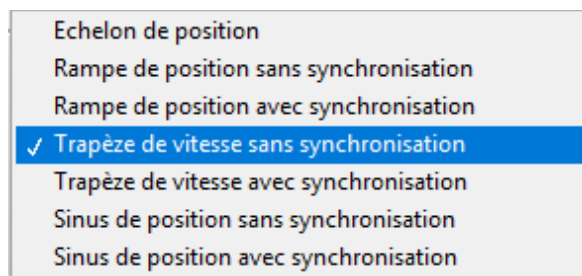 Echelon de position
Rampe de position sans synchronisation
Rampe de position avec synchronisation
✓ Trapèze de vitesse sans synchronisation
Trapèze de vitesse avec synchronisation
Sinus de position sans synchronisation
Sinus de position avec synchronisation